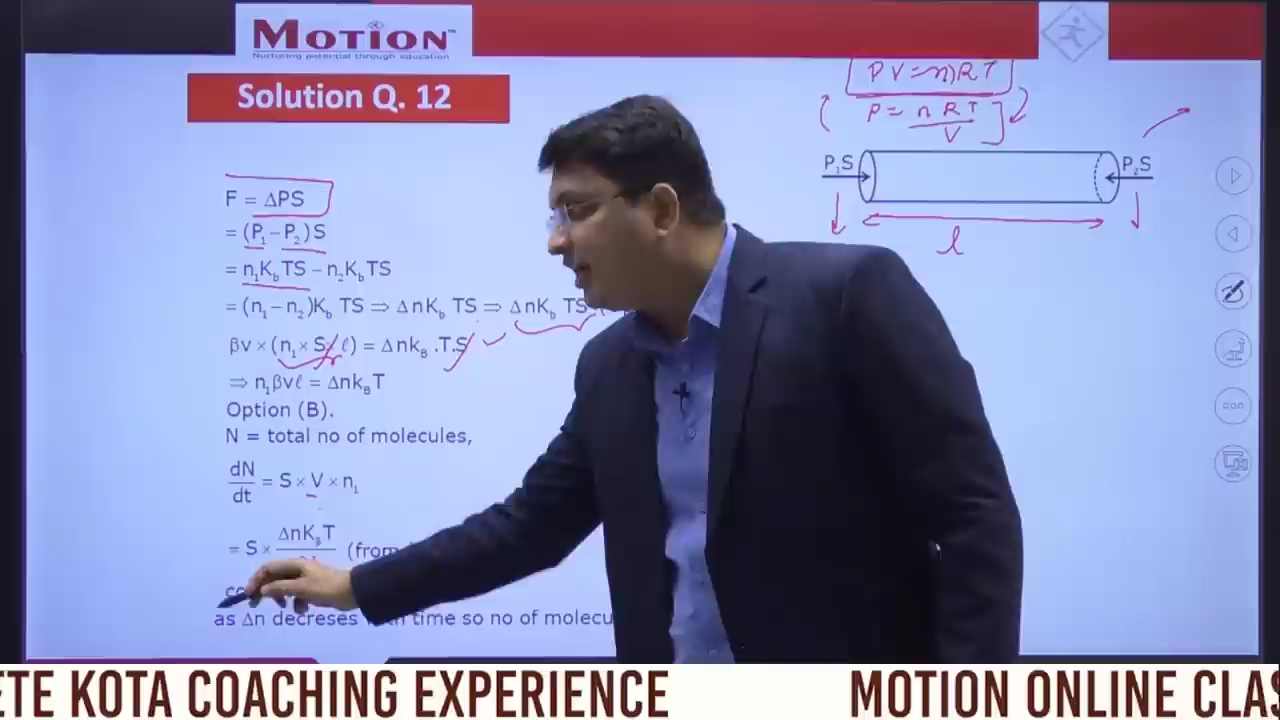 MOTION™
Nurturing potential through education
Solution Q. 12
PV = nRT
P = nRT/V
P₁S
P₂S
l
F = ΔPS
= (P₁ − P₂)S
= n₁K_bTS − n₂K_bTS
= (n₁ − n₂)K_b TS ⇒ ΔnK_b TS ⇒ ΔnK_b TS
βv × (n₁ × S × ℓ) = Δnk_B .T.S
⇒ n₁βvℓ = Δnk_BT
Option (B).
N = total no of molecules,
dN/dt = S × V × n₁
= S × ΔnK_BT (from
as Δn decreses with time so no of molecu
ETE KOTA COACHING EXPERIENCE
MOTION ONLINE CLAS